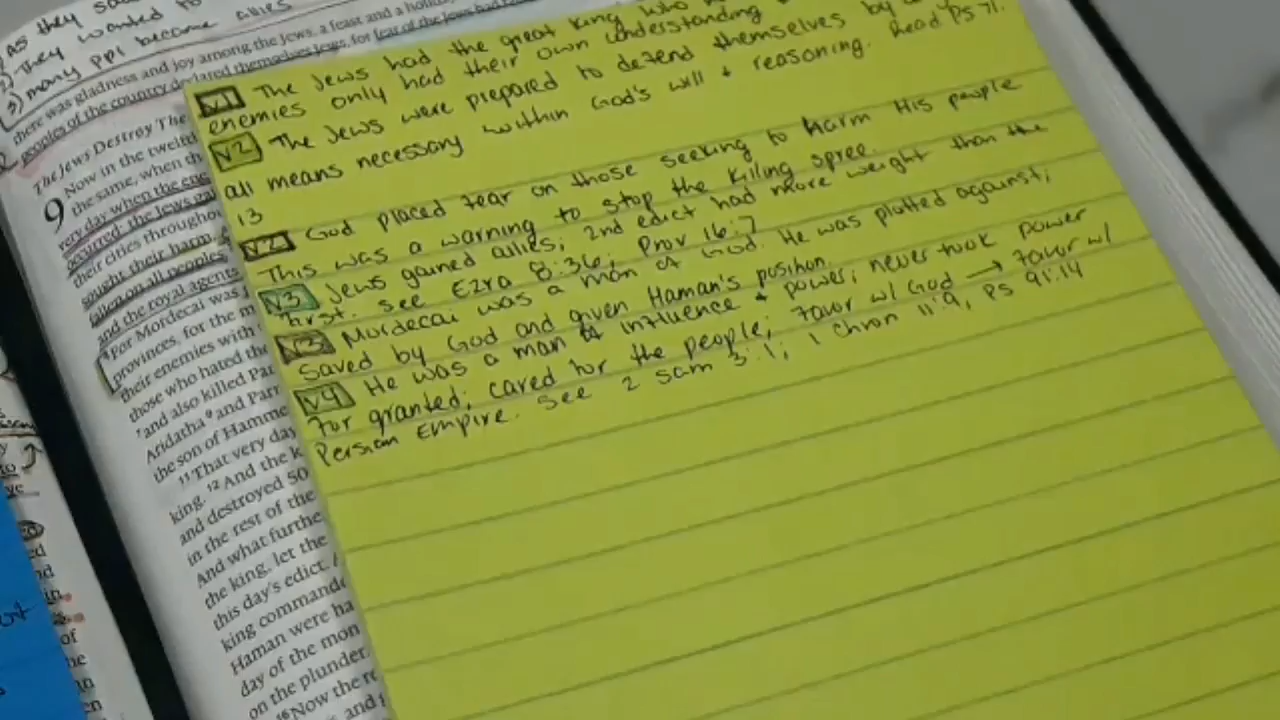 As they
2) They wanted to
3) many ppl become allies
there was gladness and joy among the Jews, a feast and a
peoples of the country declared themselves Jews, for fear of the Jews had
The Jews Destroy The
9 Now in the twelfth
the same, when th
very day when the ene
occurred: the Jews
their cities throughou
sought their harm
fallen on all peoples
and the royal agents
For Mordecai was
provinces, for the m
their enemies with
those who hated the
and also killed Par
Aridatha and Par
the son of Hamme
11 That very day
king. 12 And the k
and destroyed 50
in the rest of the
And what furthe
the king, let the
this day's edict.
king commande
Haman were ha
day of the mon
on the plunder.
16 Now the re
and
V1 The Jews had the great King who
enemies only had their own understanding
V2 The Jews were prepared to defend themselves by
all means necessary within God's will + reasoning. Read Ps 71.
13
V2 God placed fear on those seeking to harm His people
This was a warning to stop the killing spree.
V3 Jews gained allies; 2nd edict had more weight than the
first. See Ezra 8:36; Prov 16:7
V3 Mordecai was a man of God. He was plotted against;
saved by God and given Haman's position.
V4 He was a man of influence + power; never took power
for granted; cared for the people; favor w/ God → favor w/
Persian Empire. See 2 Sam 3:1; 1 Chron 11:9, Ps 91:14